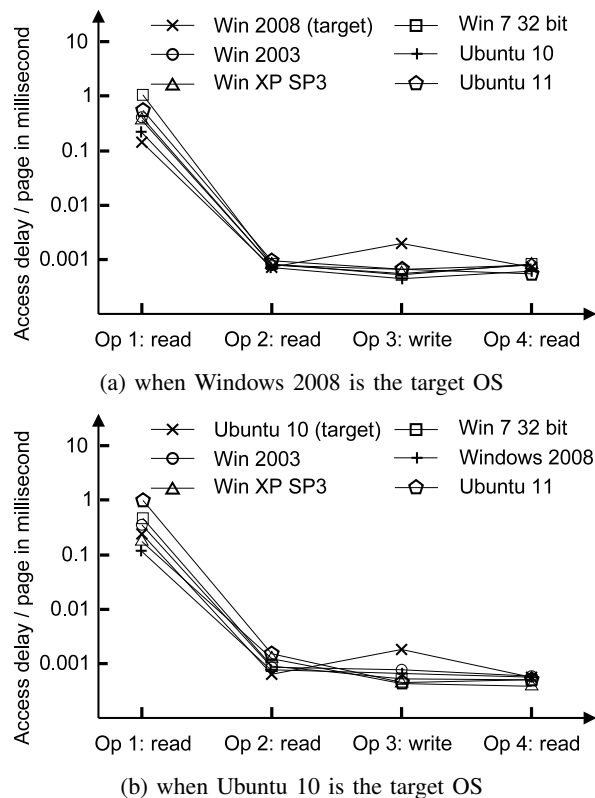 Access delay / page in millisecond
10
1
0.1
0.01
0.001
Win 2008 (target)
Win 2003
Win XP SP3
Win 7 32 bit
Ubuntu 10
Ubuntu 11
Op 1: read Op 2: read Op 3: write Op 4: read
(a) when Windows 2008 is the target OS
Access delay / page in millisecond
10
1
0.1
0.01
0.001
Ubuntu 10 (target)
Win 2003
Win XP SP3
Win 7 32 bit
Windows 2008
Ubuntu 11
Op 1: read Op 2: read Op 3: write Op 4: read
(b) when Ubuntu 10 is the target OS